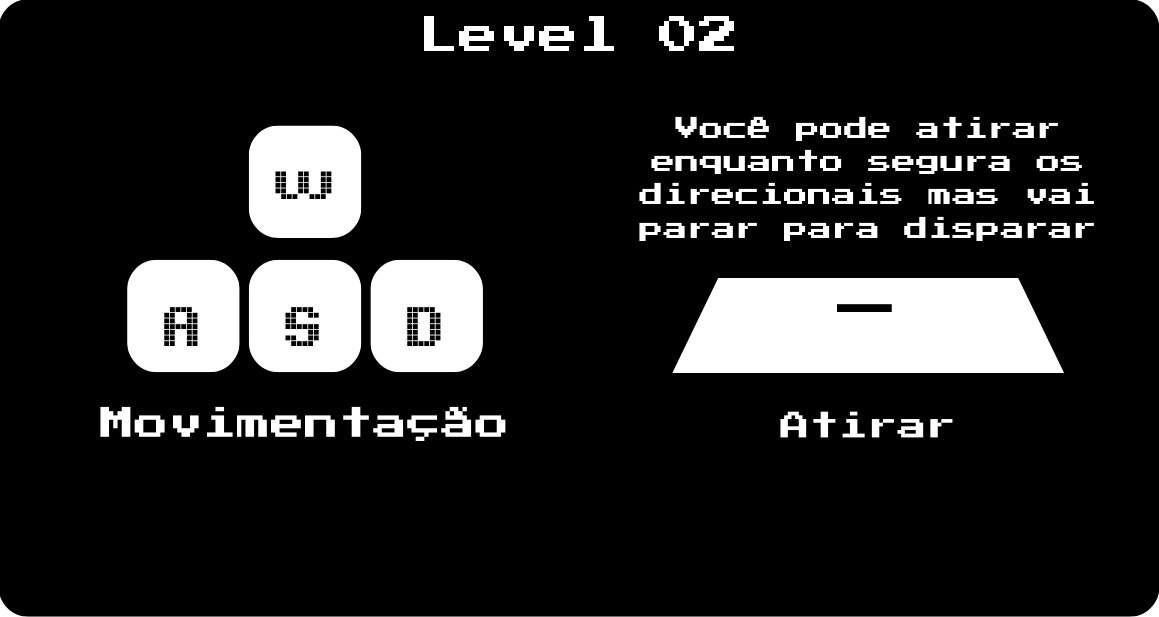 Level 02
W
A S D
Movimentação
Você pode atirar
enquanto segura os
direcionais mas vai
parar para disparar
Atirar